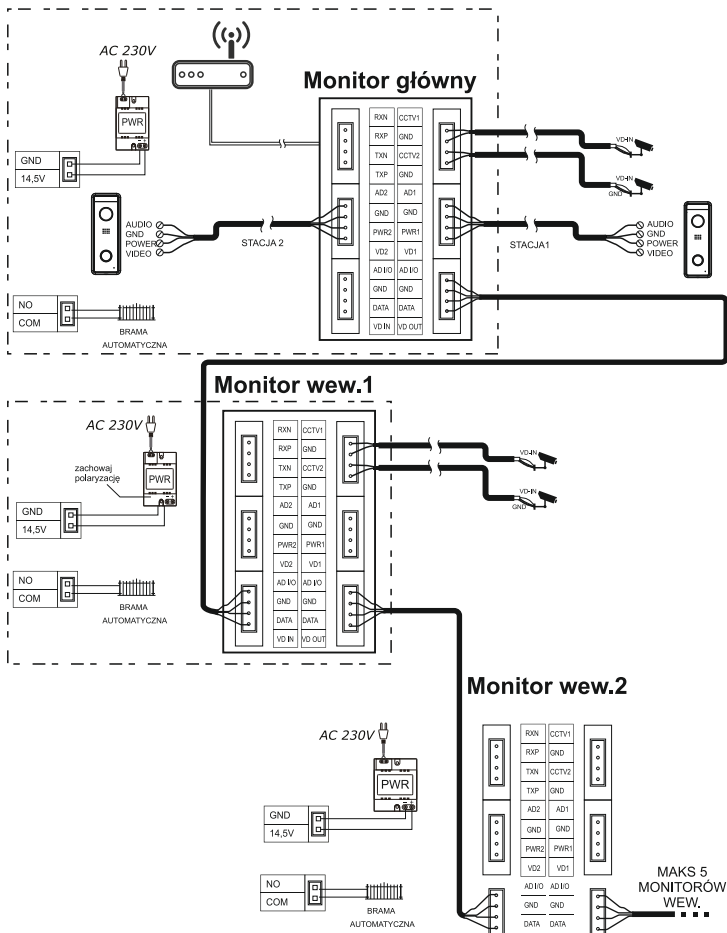 AC 230V
Monitor główny
PWR
GND
14,5V
RXN CCTV1
RXP GND
TXN CCTV2
TXP GND
AD2 AD1
GND GND
PWR2 PWR1
VD2 VD1
AD I/O AD I/O
GND GND
DATA DATA
VD IN VD OUT
VD-IN
VD-IN
GND
AUDIO
GND
POWER
VIDEO
STACJA 2
STACJA1
AUDIO
GND
POWER
VIDEO
NO
COM
BRAMA
AUTOMATYCZNA
Monitor wew.1
AC 230V
zachowaj
polaryzację
PWR
GND
14,5V
NO
COM
BRAMA
AUTOMATYCZNA
RXN CCTV1
RXP GND
TXN CCTV2
TXP GND
AD2 AD1
GND GND
PWR2 PWR1
VD2 VD1
AD I/O AD I/O
GND GND
DATA DATA
VD IN VD OUT
VD-IN
VD-IN
GND
Monitor wew.2
AC 230V
PWR
GND
14,5V
NO
COM
BRAMA
AUTOMATYCZNA
RXN CCTV1
RXP GND
TXN CCTV2
TXP GND
AD2 AD1
GND GND
PWR2 PWR1
VD2 VD1
AD I/O AD I/O
GND GND
DATA DATA
MAKS 5
MONITORÓW
WEW.